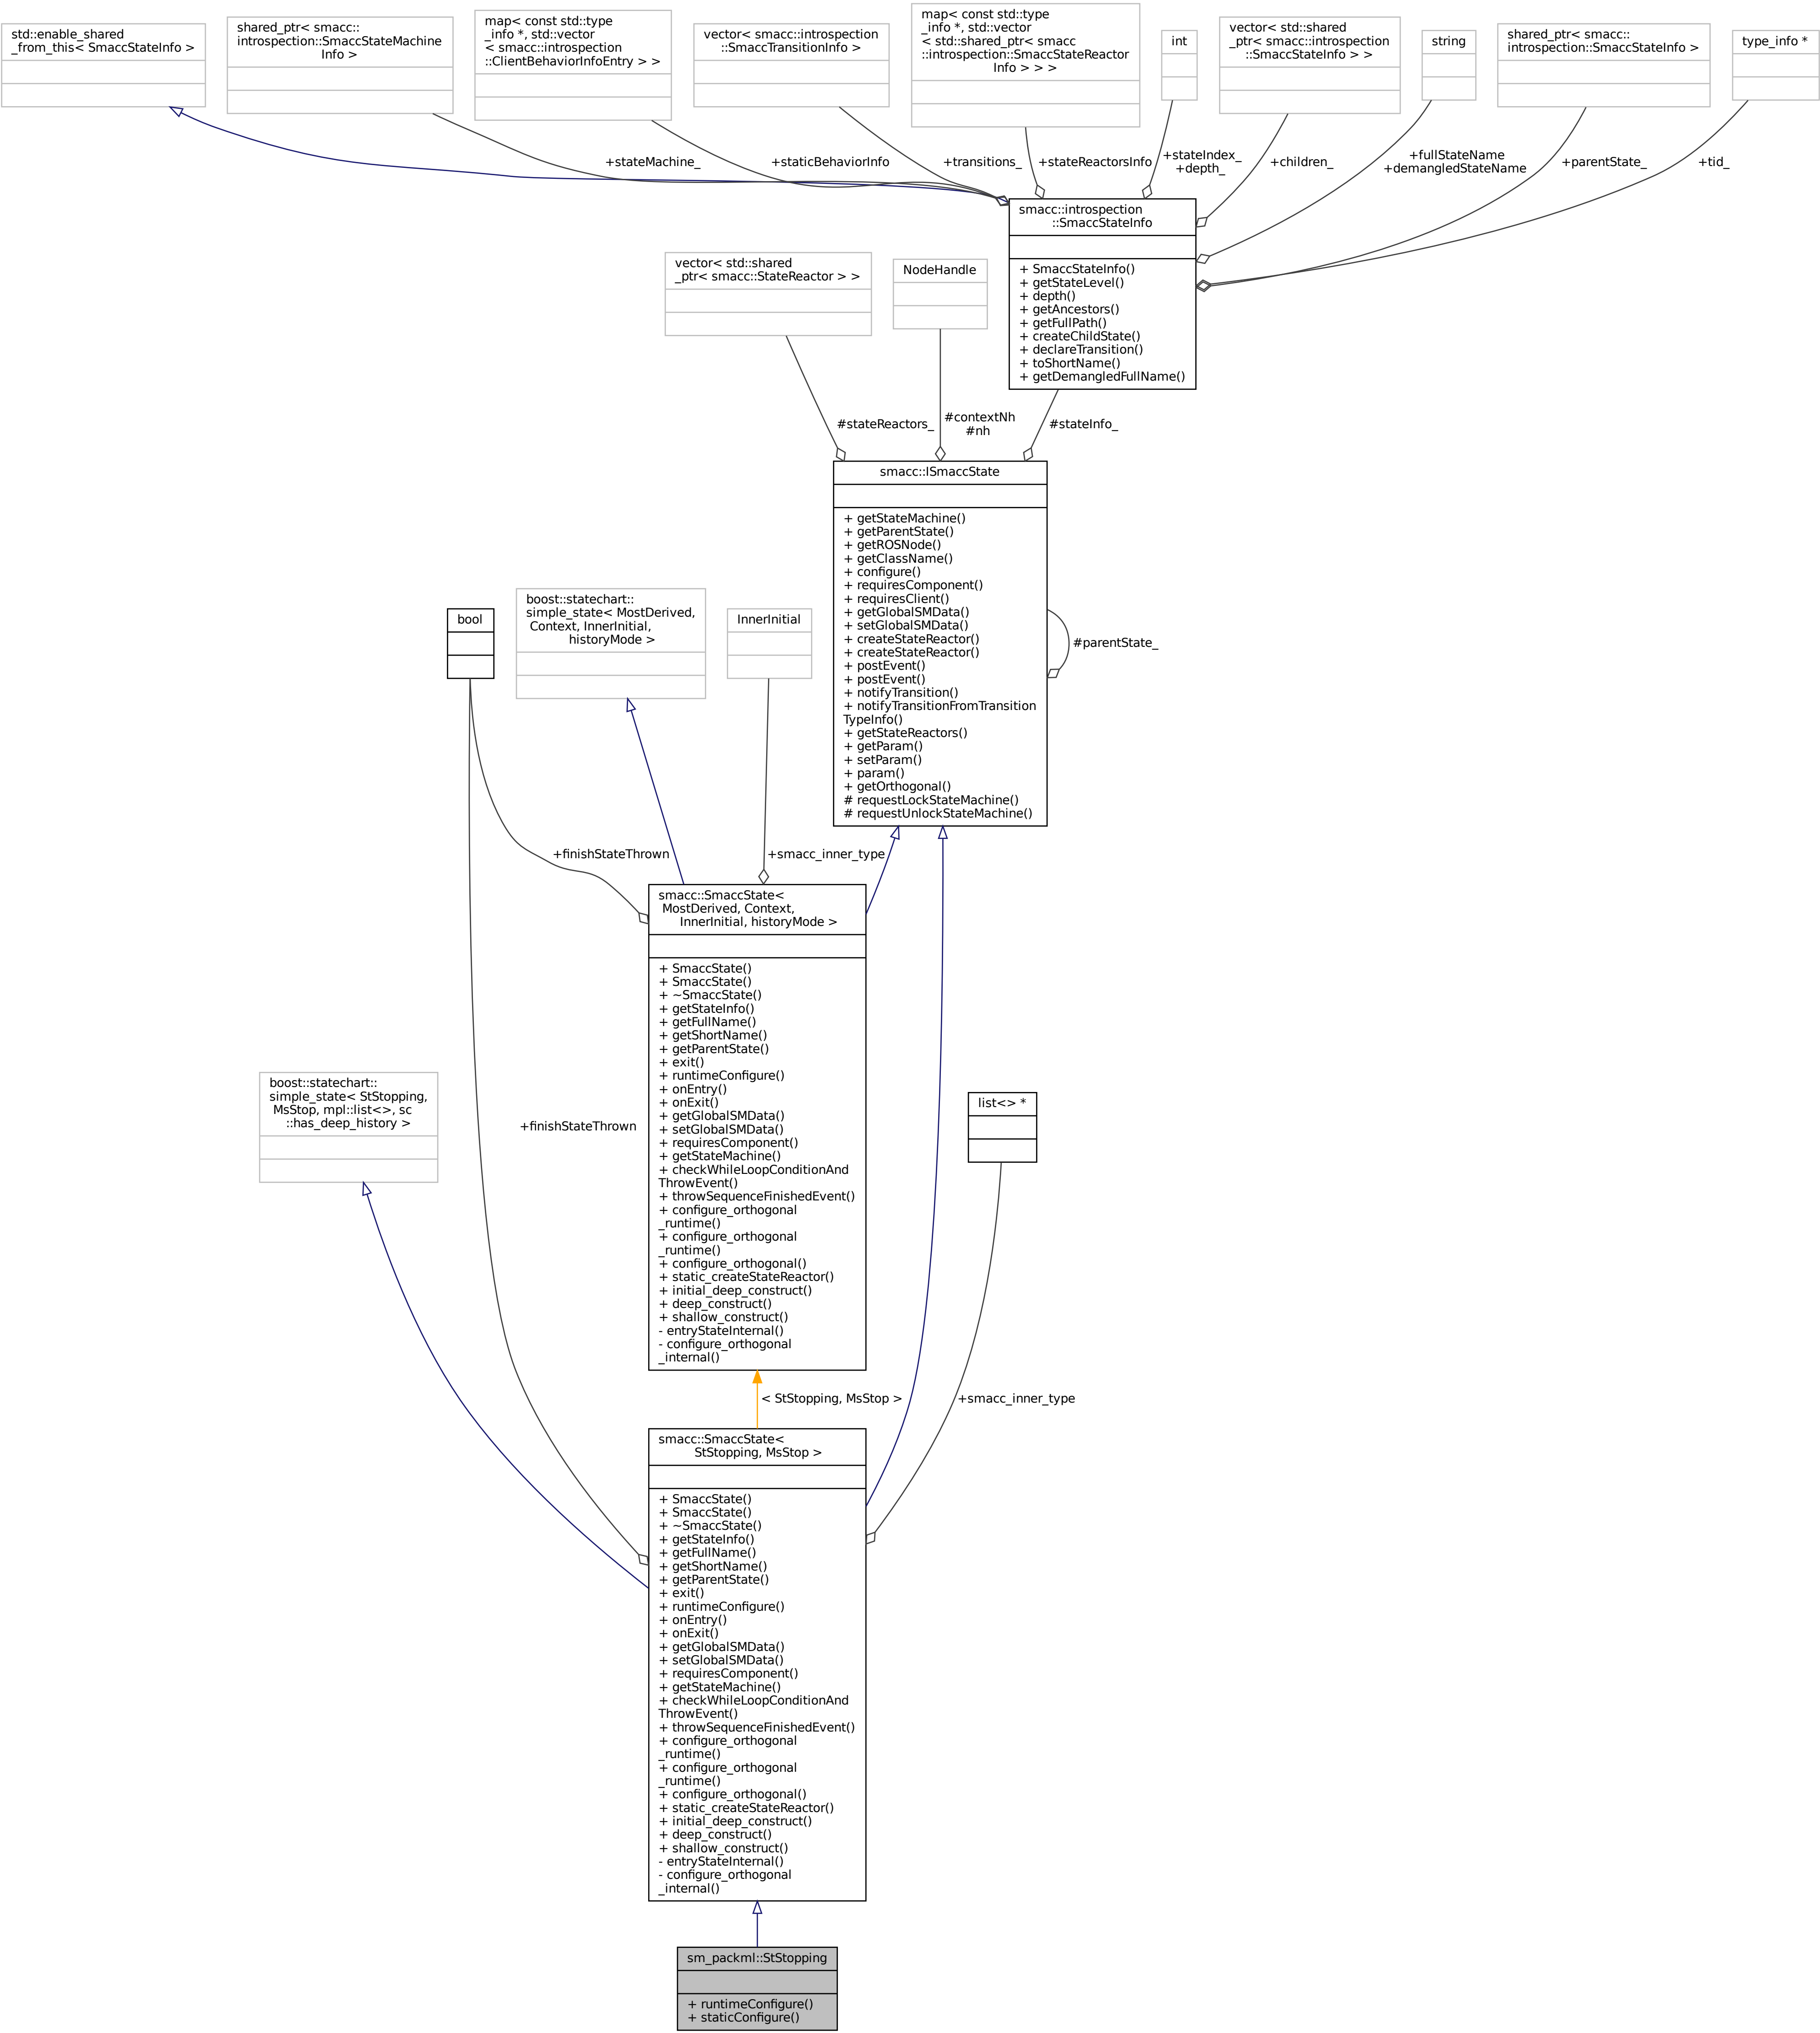 std::enable_shared
_from_this< SmaccStateInfo >
shared_ptr< smacc::
introspection::SmaccStateMachine
Info >
map< const std::type
_info *, std::vector
< smacc::introspection
::ClientBehaviorInfoEntry > >
vector< smacc::introspection
::SmaccTransitionInfo >
map< const std::type
_info *, std::vector
< std::shared_ptr< smacc
::introspection::SmaccStateReactor
Info > > >
int
vector< std::shared
_ptr< smacc::introspection
::SmaccStateInfo > >
string
shared_ptr< smacc::
introspection::SmaccStateInfo >
type_info *
+stateMachine_
+staticBehaviorInfo
+transitions_
+stateReactorsInfo
+stateIndex_
+depth_
+children_
+fullStateName
+demangledStateName
+parentState_
+tid_
smacc::introspection
::SmaccStateInfo
+ SmaccStateInfo()
+ getStateLevel()
+ depth()
+ getAncestors()
+ getFullPath()
+ createChildState()
+ declareTransition()
+ toShortName()
+ getDemangledFullName()
vector< std::shared
_ptr< smacc::StateReactor > >
NodeHandle
#stateReactors_
#contextNh
#nh
#stateInfo_
smacc::ISmaccState
+ getStateMachine()
+ getParentState()
+ getROSNode()
+ getClassName()
+ configure()
+ requiresComponent()
+ requiresClient()
+ getGlobalSMData()
+ setGlobalSMData()
+ createStateReactor()
+ createStateReactor()
+ postEvent()
+ postEvent()
+ notifyTransition()
+ notifyTransitionFromTransition
TypeInfo()
+ getStateReactors()
+ getParam()
+ setParam()
+ param()
+ getOrthogonal()
# requestLockStateMachine()
# requestUnlockStateMachine()
#parentState_
bool
boost::statechart::
simple_state< MostDerived,
Context, InnerInitial,
historyMode >
InnerInitial
+finishStateThrown
+smacc_inner_type
smacc::SmaccState<
MostDerived, Context,
InnerInitial, historyMode >
+ SmaccState()
+ SmaccState()
+ ~SmaccState()
+ getStateInfo()
+ getFullName()
+ getShortName()
+ getParentState()
+ exit()
+ runtimeConfigure()
+ onEntry()
+ onExit()
+ getGlobalSMData()
+ setGlobalSMData()
+ requiresComponent()
+ getStateMachine()
+ checkWhileLoopConditionAnd
ThrowEvent()
+ throwSequenceFinishedEvent()
+ configure_orthogonal
_runtime()
+ configure_orthogonal
_runtime()
+ configure_orthogonal()
+ static_createStateReactor()
+ initial_deep_construct()
+ deep_construct()
+ shallow_construct()
- entryStateInternal()
- configure_orthogonal
_internal()
boost::statechart::
simple_state< StStopping,
MsStop, mpl::list<>, sc
::has_deep_history >
+finishStateThrown
list<> *
< StStopping, MsStop >
+smacc_inner_type
smacc::SmaccState<
StStopping, MsStop >
+ SmaccState()
+ SmaccState()
+ ~SmaccState()
+ getStateInfo()
+ getFullName()
+ getShortName()
+ getParentState()
+ exit()
+ runtimeConfigure()
+ onEntry()
+ onExit()
+ getGlobalSMData()
+ setGlobalSMData()
+ requiresComponent()
+ getStateMachine()
+ checkWhileLoopConditionAnd
ThrowEvent()
+ throwSequenceFinishedEvent()
+ configure_orthogonal
_runtime()
+ configure_orthogonal
_runtime()
+ configure_orthogonal()
+ static_createStateReactor()
+ initial_deep_construct()
+ deep_construct()
+ shallow_construct()
- entryStateInternal()
- configure_orthogonal
_internal()
sm_packml::StStopping
+ runtimeConfigure()
+ staticConfigure()